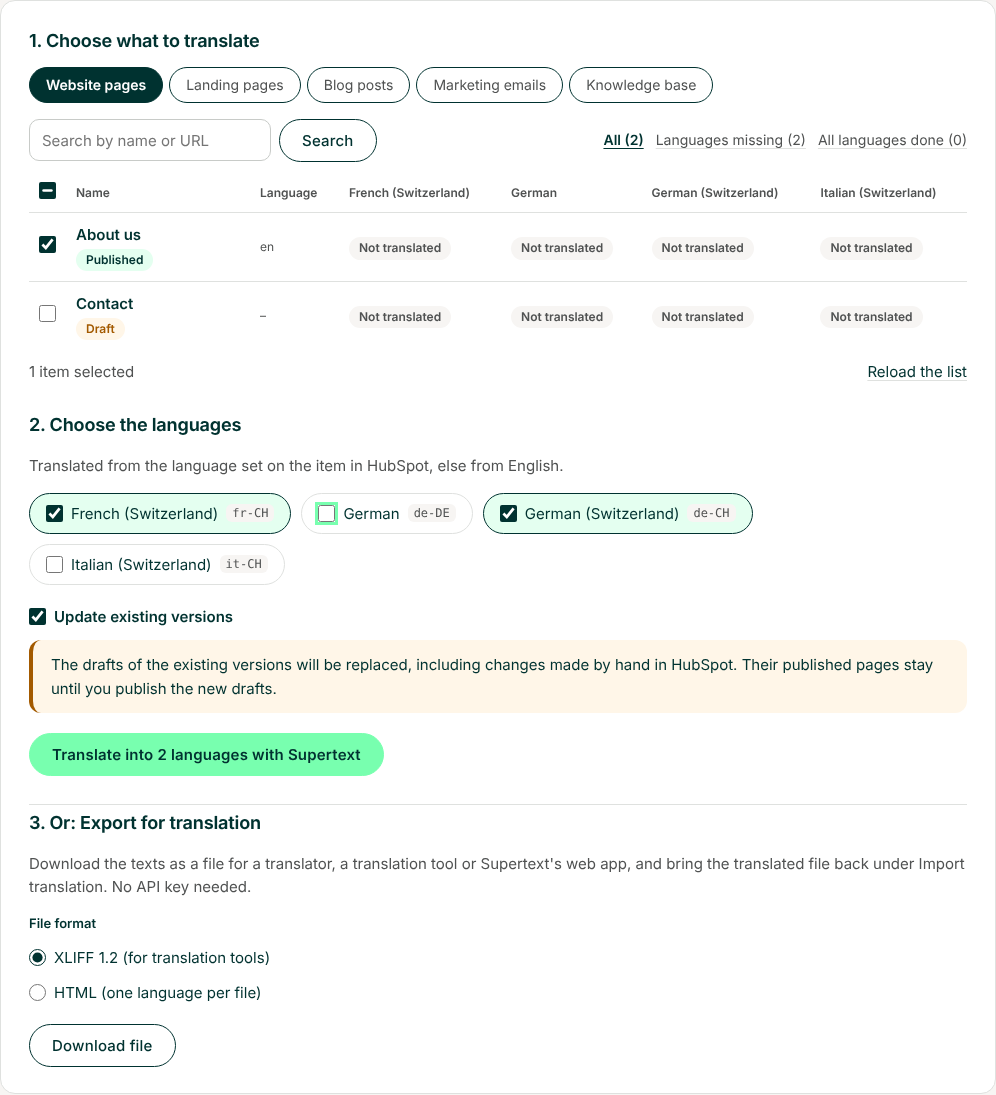 1. Choose what to translate
Website pages
Landing pages
Blog posts
Marketing emails
Knowledge base
Search by name or URL
Search
All (2)
Languages missing (2)
All languages done (0)
Name
Language
French (Switzerland)
German
German (Switzerland)
Italian (Switzerland)
About us
Published
en
Not translated
Not translated
Not translated
Not translated
Contact
Draft
–
Not translated
Not translated
Not translated
Not translated
1 item selected
Reload the list
2. Choose the languages
Translated from the language set on the item in HubSpot, else from English.
French (Switzerland) fr-CH
German de-DE
German (Switzerland) de-CH
Italian (Switzerland) it-CH
Update existing versions
The drafts of the existing versions will be replaced, including changes made by hand in HubSpot. Their published pages stay
until you publish the new drafts.
Translate into 2 languages with Supertext
3. Or: Export for translation
Download the texts as a file for a translator, a translation tool or Supertext's web app, and bring the translated file back under Import
translation. No API key needed.
File format
XLIFF 1.2 (for translation tools)
HTML (one language per file)
Download file